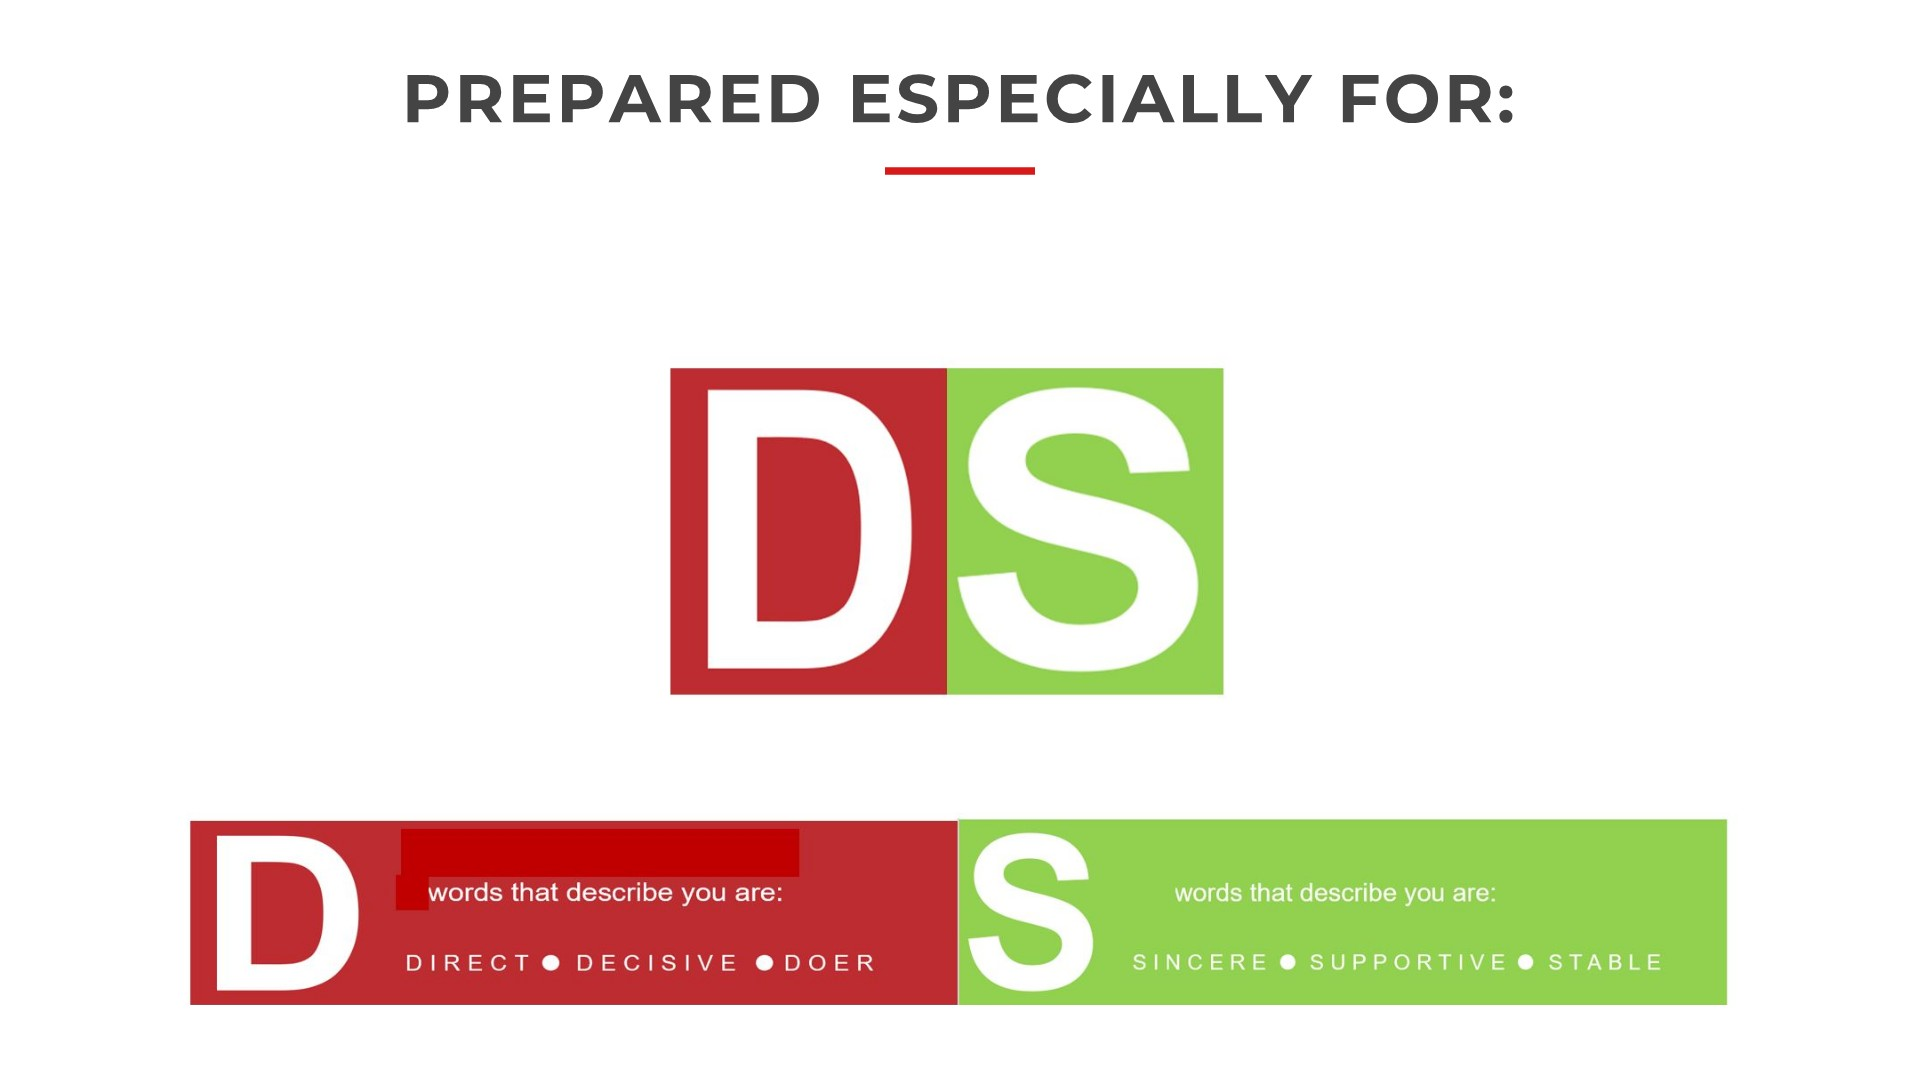 PREPARED ESPECIALLY FOR:
DS
D
words that describe you are:
DIRECT ● DECISIVE ● DOER
S
words that describe you are:
SINCERE ● SUPPORTIVE ● STABLE